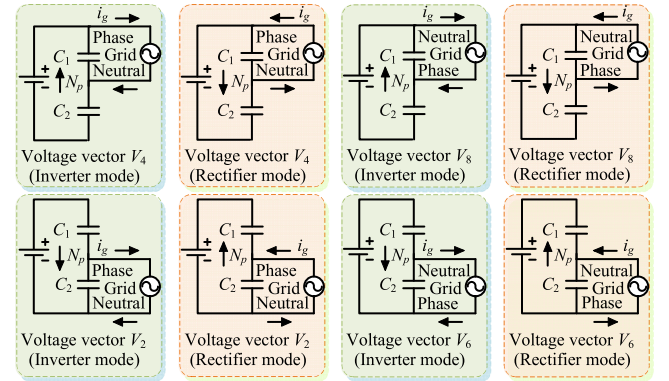 i_g
Phase
C_1 Grid
+ Neutral
- N_p
C_2
Voltage vector V_4
(Inverter mode)
i_g
Phase
C_1 Grid
+ Neutral
- N_p
C_2
Voltage vector V_4
(Rectifier mode)
i_g
Neutral
C_1 Grid
+ Phase
- N_p
C_2
Voltage vector V_8
(Inverter mode)
i_g
Neutral
C_1 Grid
+ Phase
- N_p
C_2
Voltage vector V_8
(Rectifier mode)
C_1
+ i_g
- N_p Phase
C_2 Grid
Neutral
Voltage vector V_2
(Inverter mode)
C_1
+ i_g
- N_p Phase
C_2 Grid
Neutral
Voltage vector V_2
(Rectifier mode)
C_1
+ i_g
- N_p Neutral
C_2 Grid
Phase
Voltage vector V_6
(Inverter mode)
C_1
+ i_g
- N_p Neutral
C_2 Grid
Phase
Voltage vector V_6
(Rectifier mode)